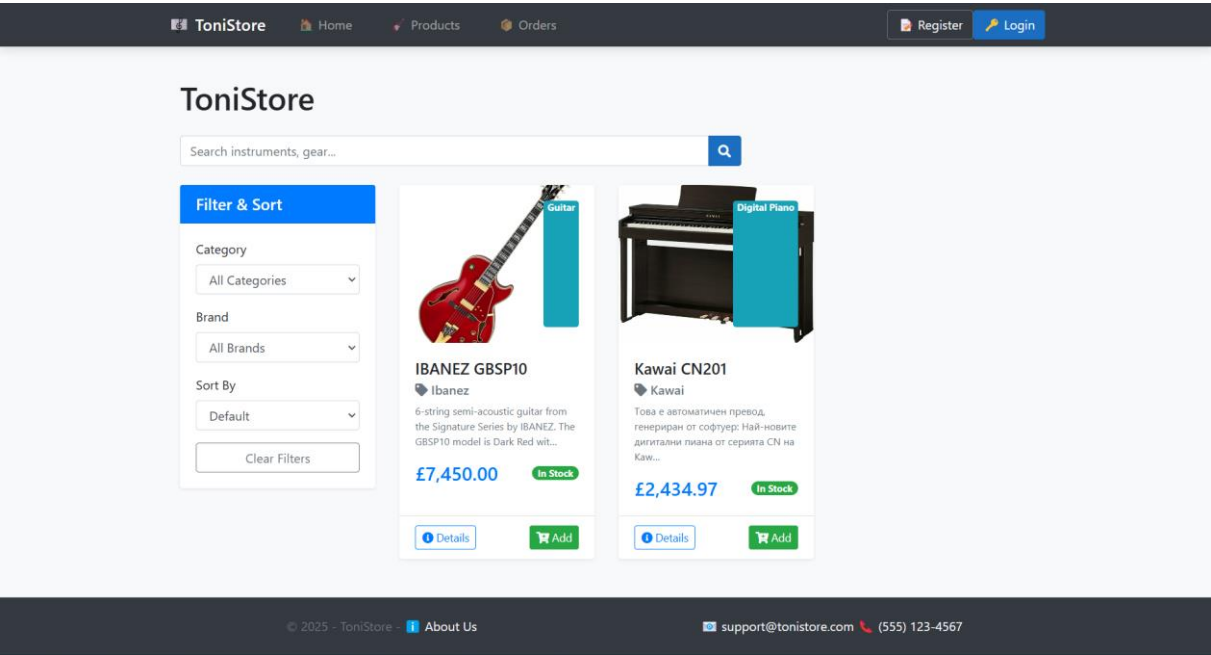 ToniStore Home Products Orders Register Login
ToniStore
Search instruments, gear...
Filter & Sort
Category
All Categories
Brand
All Brands
Sort By
Default
Clear Filters
Guitar
IBANEZ GBSP10
Ibanez
6-string semi-acoustic guitar from
the Signature Series by IBANEZ. The
GBSP10 model is Dark Red wit...
£7,450.00 In Stock
Details Add
Digital Piano
KAWAI
Kawai CN201
Kawai
Това е автоматичен превод,
генериран от софтуер: Най-новите
дигитални пиана от серията CN на
Kaw...
£2,434.97 In Stock
Details Add
© 2025 - ToniStore - About Us
support@tonistore.com (555) 123-4567